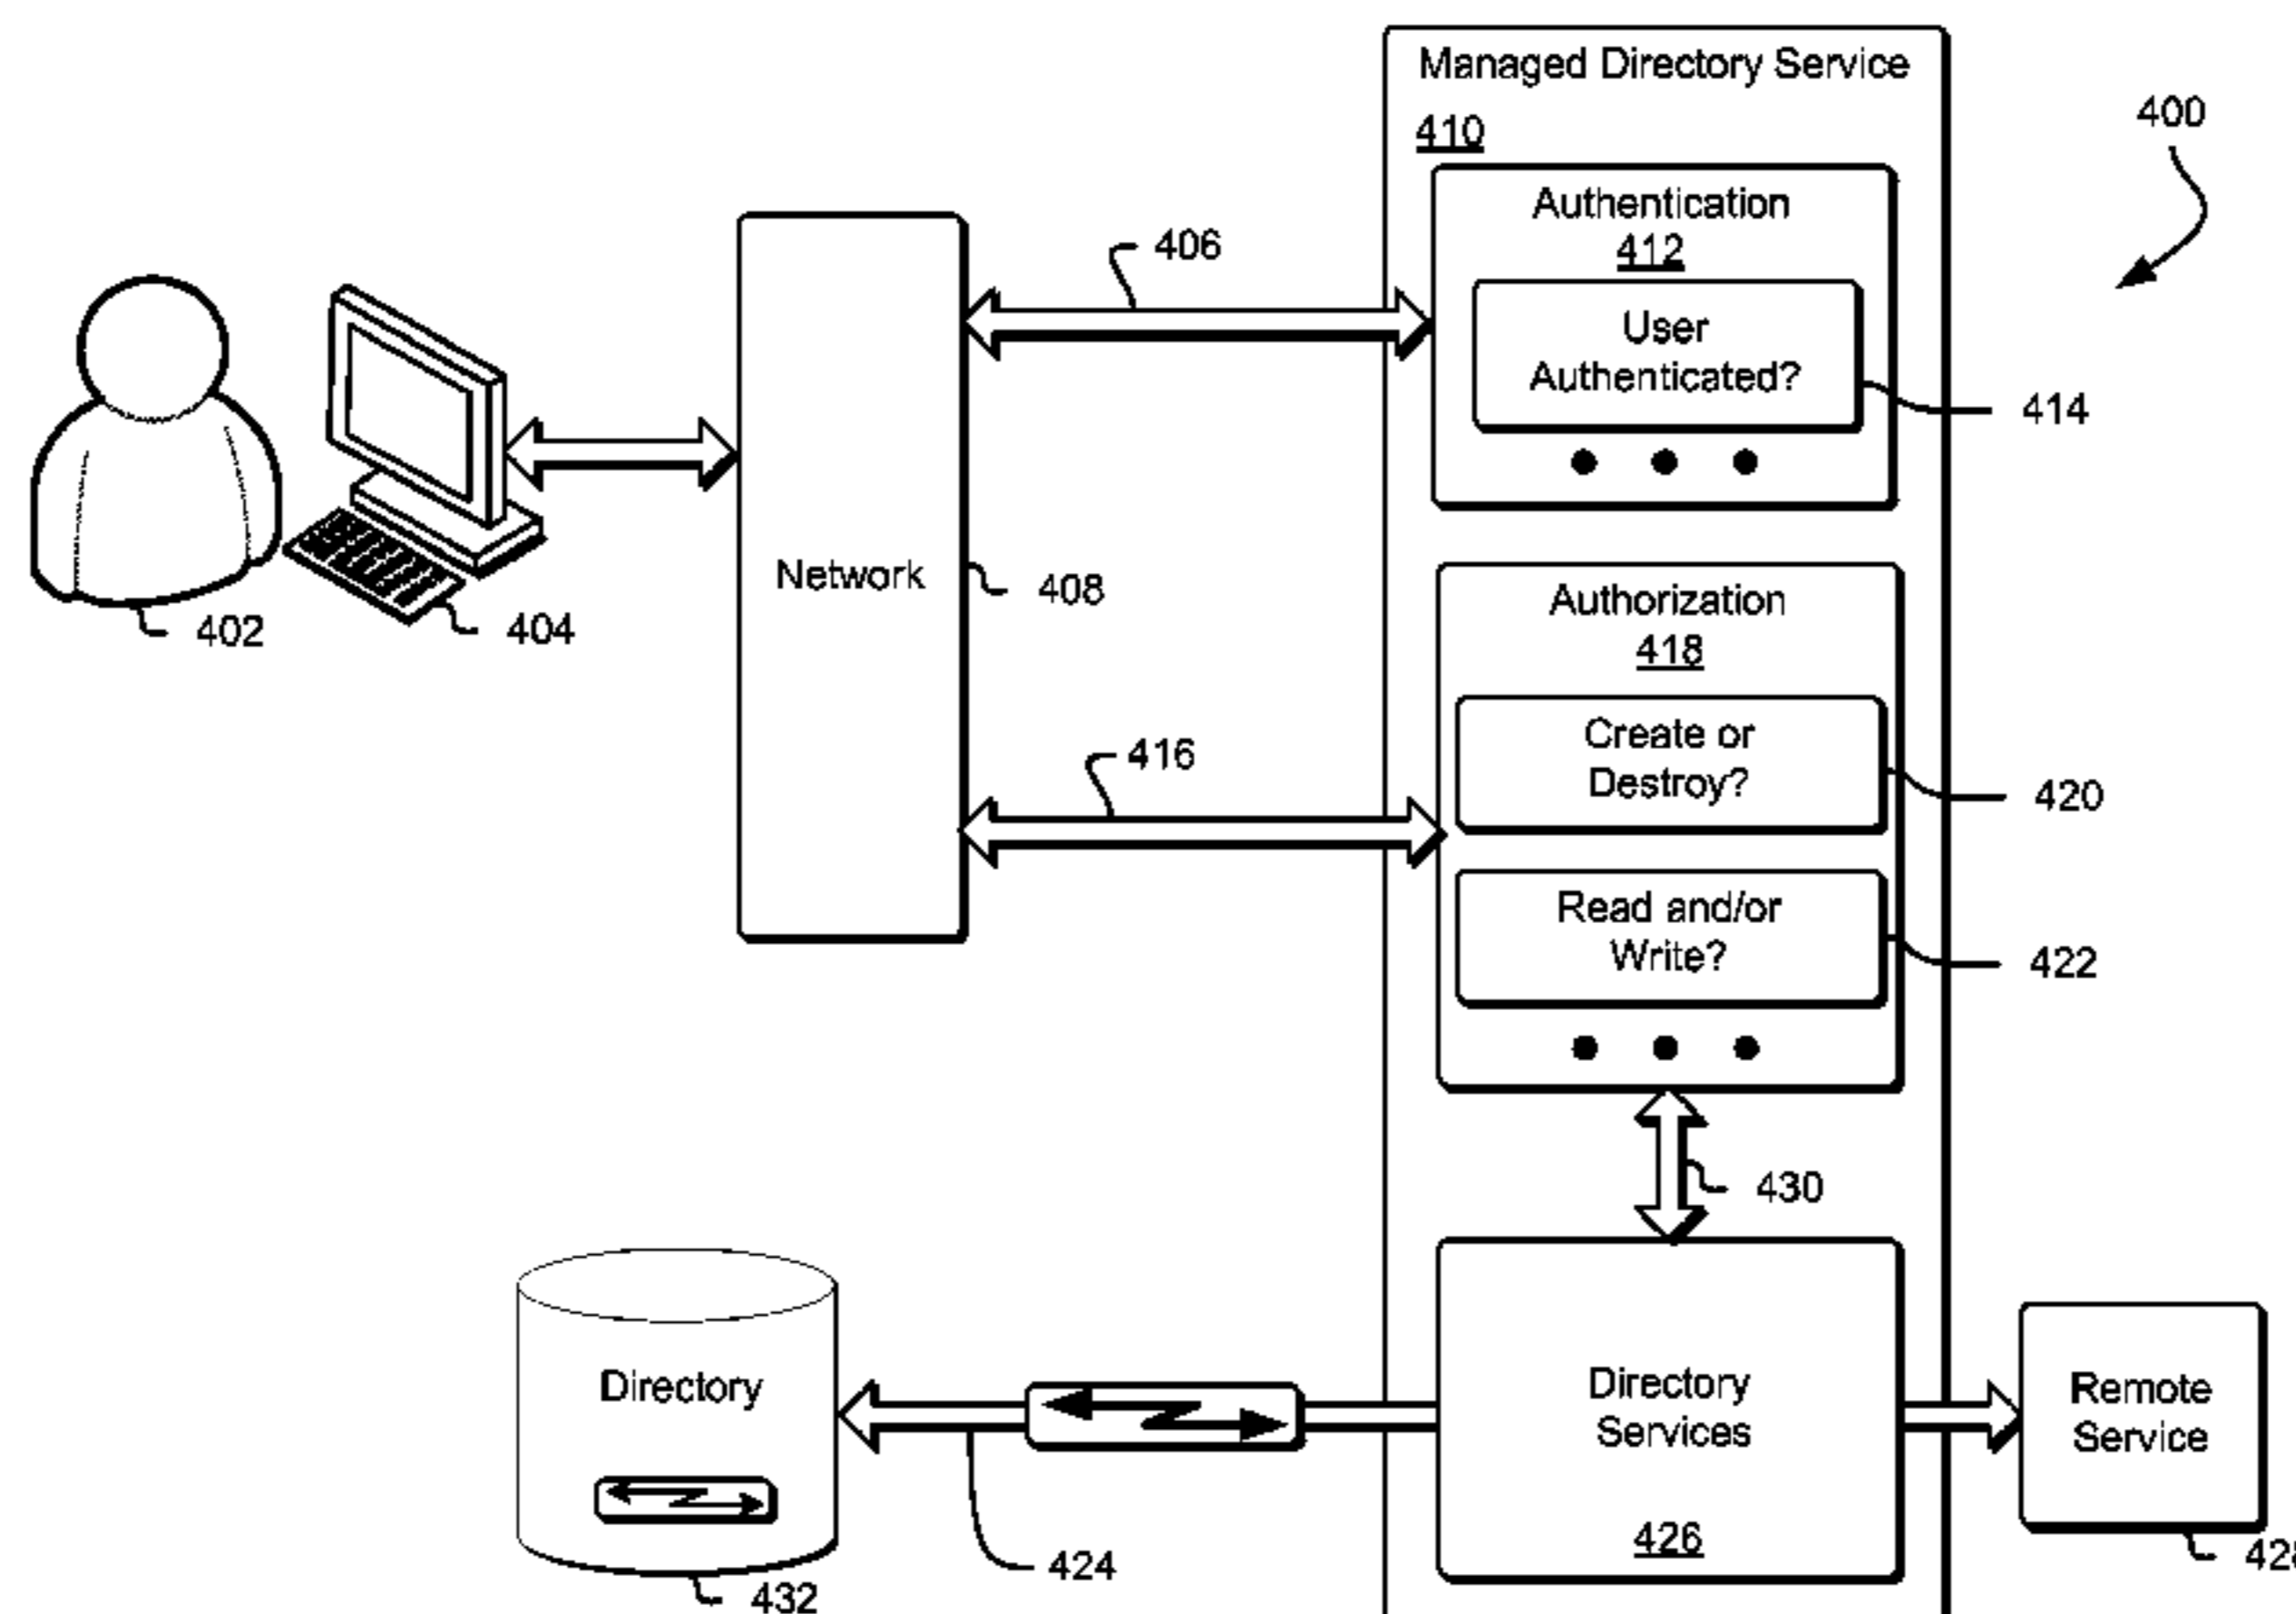 Managed Directory Service
410
400
Authentication
412
User
Authenticated?
414
406
402
404
Network
408
Authorization
418
Create or
Destroy?
420
416
Read and/or
Write?
422
430
Directory
432
424
Directory
Services
426
Remote
Service